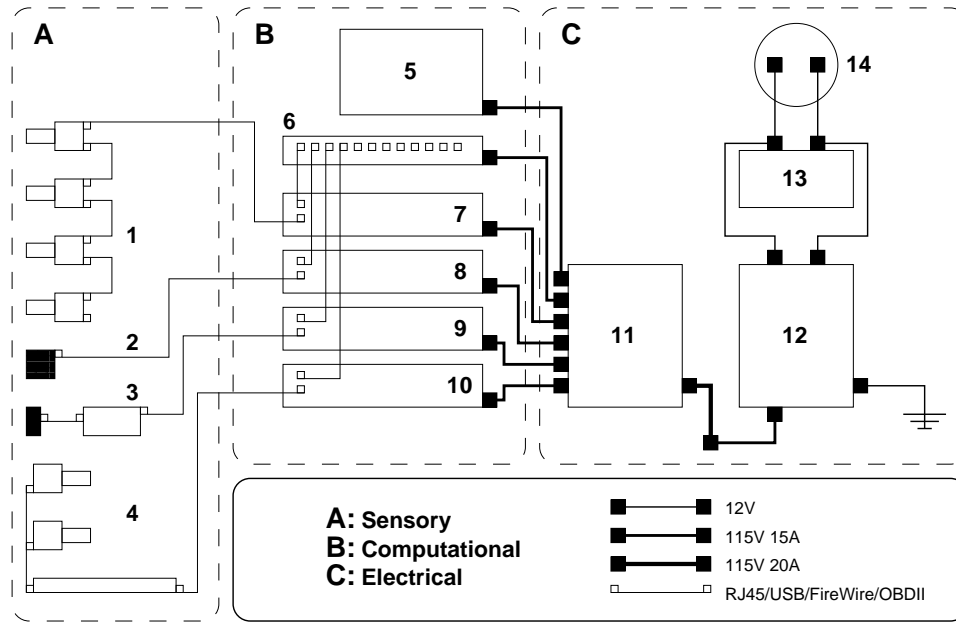 A
B
C
5
14
6
13
7
1
8
2
9
11
12
3
10
4
A: Sensory
B: Computational
C: Electrical
12V
115V 15A
115V 20A
RJ45/USB/FireWire/OBDII